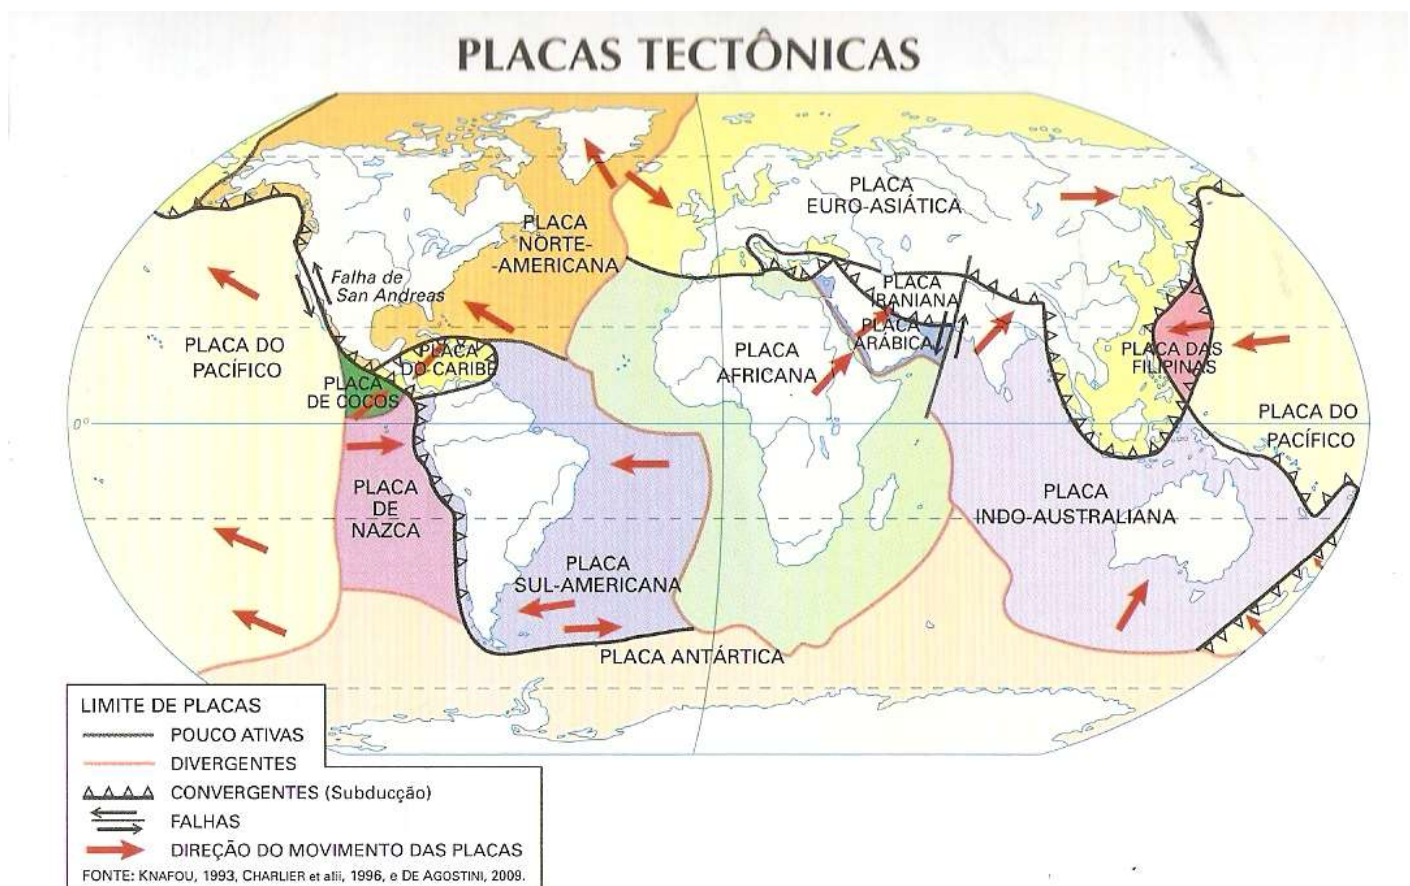 PLACAS TECTÔNICAS
PLACA
EURO-ASIÁTICA
PLACA
NORTE-
-AMERICANA
Falha de
San Andreas
PLACA
IRANIANA
PLACA
ARÁBICA
PLACA DO
PACÍFICO
PLACA
DO CARIBE
PLACA
AFRICANA
PLACA DAS
FILIPINAS
PLACA
DE COCOS
PLACA DO
PACÍFICO
0°
PLACA
DE
NAZCA
PLACA
INDO-AUSTRALIANA
PLACA
SUL-AMERICANA
PLACA ANTÁRTICA
LIMITE DE PLACAS
POUCO ATIVAS
DIVERGENTES
CONVERGENTES (Subducção)
FALHAS
DIREÇÃO DO MOVIMENTO DAS PLACAS
FONTE: KNAFOU, 1993, CHARLIER et alii, 1996, e DE AGOSTINI, 2009.